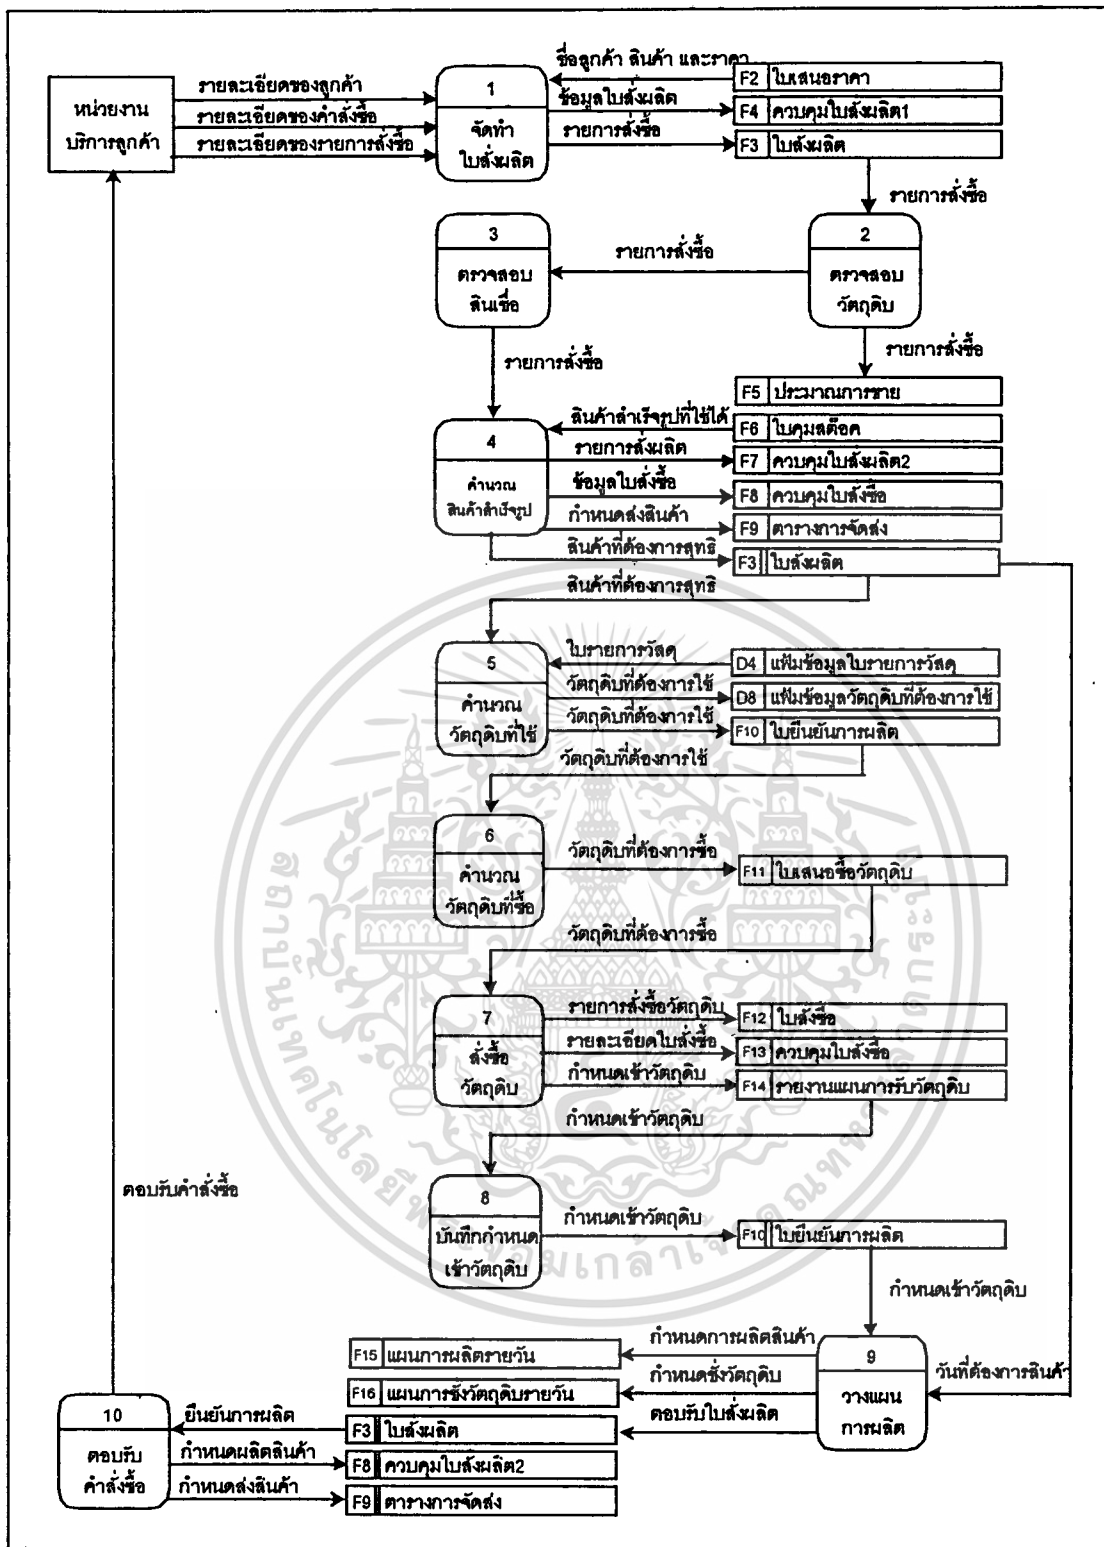 ชื่อลูกค้า สินค้า และราคา
หน่วยงาน
บริการลูกค้า
รายละเอียดของลูกค้า
รายละเอียดของคำสั่งซื้อ
รายละเอียดของรายการสั่งซื้อ
1
จัดทำ
ใบสั่งผลิต
ข้อมูลใบสั่งผลิต
รายการสั่งซื้อ
F2 ใบเสนอราคา
F4 ควบคุมใบสั่งผลิต1
F3 ใบสั่งผลิต
รายการสั่งซื้อ
3
ตรวจสอบ
สินเชื่อ
รายการสั่งซื้อ
2
ตรวจสอบ
วัตถุดิบ
รายการสั่งซื้อ
รายการสั่งซื้อ
4
คำนวณ
สินค้าสำเร็จรูป
สินค้าสำเร็จรูปที่ใช้ได้
รายการสั่งผลิต
ข้อมูลใบสั่งซื้อ
กำหนดส่งสินค้า
สินค้าที่ต้องการสุทธิ
F5 ประมาณการขาย
F6 ใบคุมสต๊อค
F7 ควบคุมใบสั่งผลิต2
F8 ควบคุมใบสั่งซื้อ
F9 ตารางการจัดส่ง
F3 ใบสั่งผลิต
สินค้าที่ต้องการสุทธิ
5
คำนวณ
วัตถุดิบที่ใช้
ใบรายการวัสดุ
วัตถุดิบที่ต้องการใช้
วัตถุดิบที่ต้องการใช้
D4 แฟ้มข้อมูลใบรายการวัสดุ
D8 แฟ้มข้อมูลวัตถุดิบที่ต้องการใช้
F10 ใบยืนยันการผลิต
วัตถุดิบที่ต้องการใช้
6
คำนวณ
วัตถุดิบที่ซื้อ
วัตถุดิบที่ต้องการซื้อ
F11 ใบเสนอซื้อวัตถุดิบ
วัตถุดิบที่ต้องการซื้อ
7
สั่งซื้อ
วัตถุดิบ
รายการสั่งซื้อวัตถุดิบ
รายละเอียดใบสั่งซื้อ
กำหนดเข้าวัตถุดิบ
F12 ใบสั่งซื้อ
F13 ควบคุมใบสั่งซื้อ
F14 รายงานแผนการรับวัตถุดิบ
กำหนดเข้าวัตถุดิบ
8
บันทึกกำหนด
เข้าวัตถุดิบ
กำหนดเข้าวัตถุดิบ
F10 ใบยืนยันการผลิต
กำหนดเข้าวัตถุดิบ
ตอบรับคำสั่งซื้อ
9
วางแผน
การผลิต
วันที่ต้องการสินค้า
กำหนดการผลิตสินค้า
กำหนดชั่งวัตถุดิบ
ตอบรับใบสั่งผลิต
F15 แผนการผลิตรายวัน
F16 แผนการชั่งวัตถุดิบรายวัน
F3 ใบสั่งผลิต
F8 ควบคุมใบสั่งผลิต2
F9 ตารางการจัดส่ง
10
ตอบรับ
คำสั่งซื้อ
ยืนยันการผลิต
กำหนดผลิตสินค้า
กำหนดส่งสินค้า
สถาบันเทคโนโลยีพระจอมเกล้าเจ้าคุณทหารลาดกระบัง